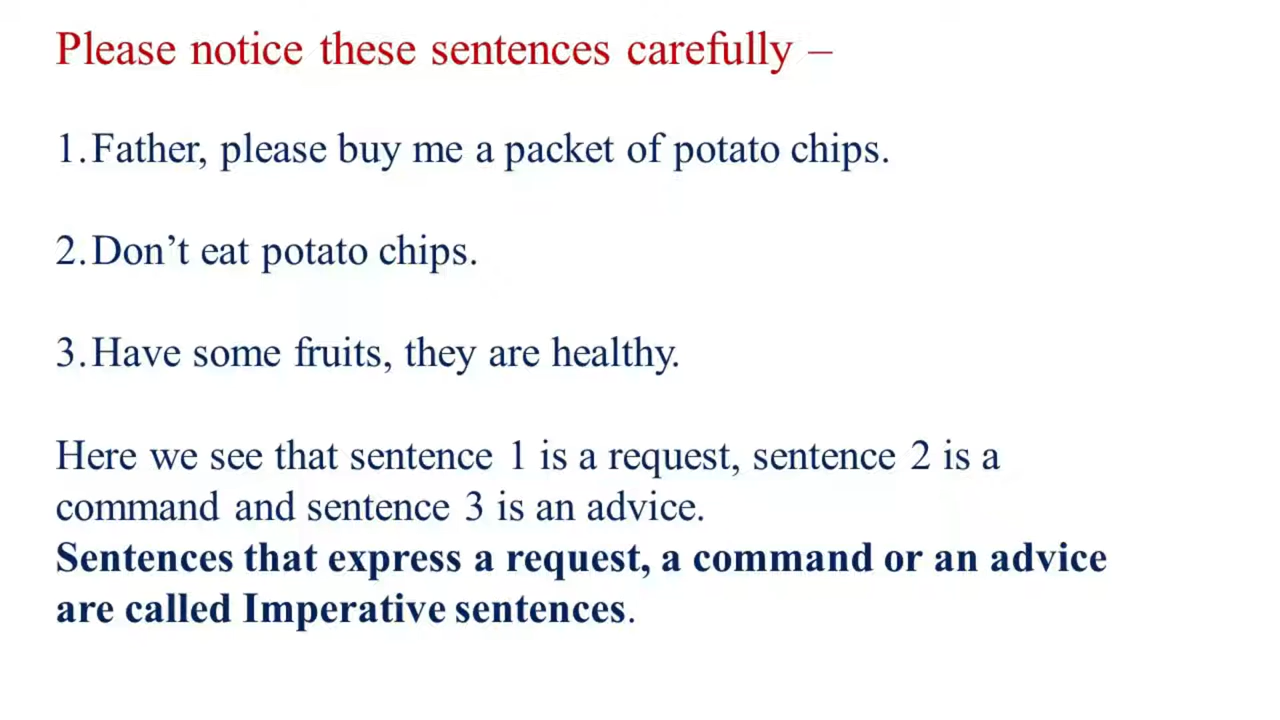 Please notice these sentences carefully –
1.Father, please buy me a packet of potato chips.
2.Don’t eat potato chips.
3.Have some fruits, they are healthy.
Here we see that sentence 1 is a request, sentence 2 is a
command and sentence 3 is an advice.
Sentences that express a request, a command or an advice
are called Imperative sentences.